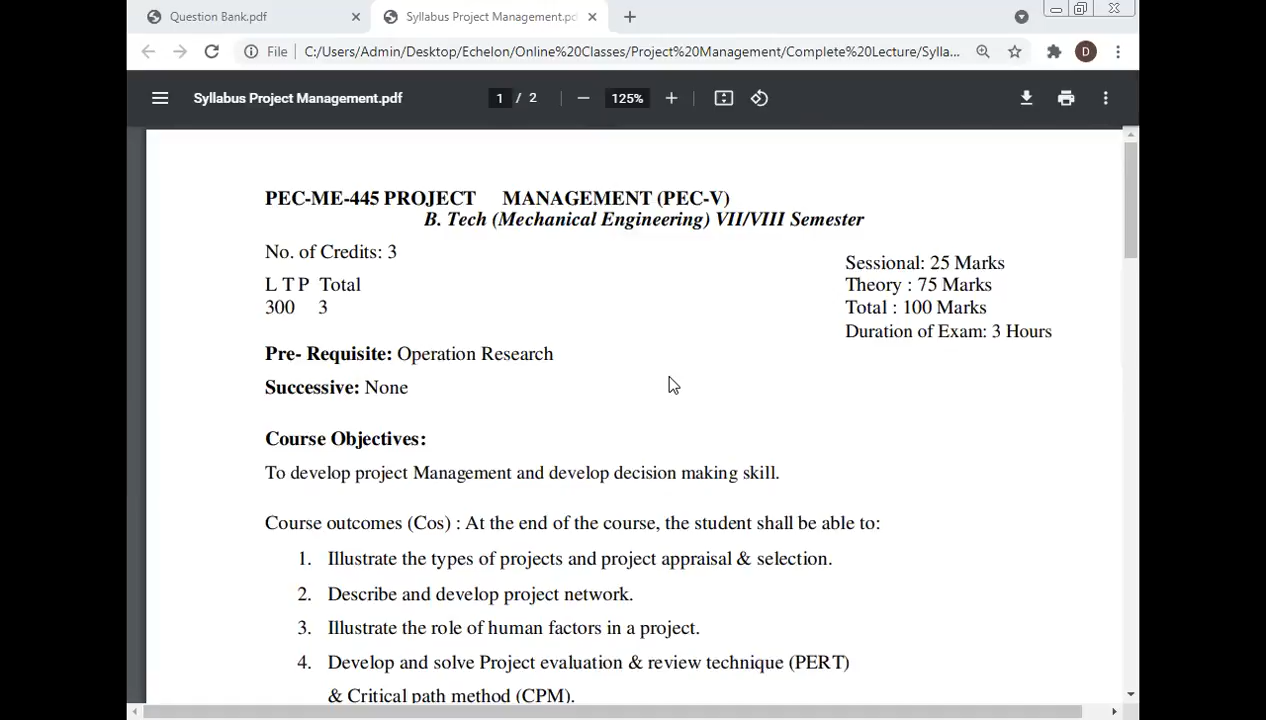 Question Bank.pdf
Syllabus Project Management.pd
File C:/Users/Admin/Desktop/Echelon/Online%20Classes/Project%20Management/Complete%20Lecture/Sylla... D
Syllabus Project Management.pdf 1 / 2 125%
PEC-ME-445 PROJECT MANAGEMENT (PEC-V)
B. Tech (Mechanical Engineering) VII/VIII Semester
No. of Credits: 3
L T P Total
300 3
Sessional: 25 Marks
Theory : 75 Marks
Total : 100 Marks
Duration of Exam: 3 Hours
Pre- Requisite: Operation Research
Successive: None
Course Objectives:
To develop project Management and develop decision making skill.
Course outcomes (Cos) : At the end of the course, the student shall be able to:
1. Illustrate the types of projects and project appraisal & selection.
2. Describe and develop project network.
3. Illustrate the role of human factors in a project.
4. Develop and solve Project evaluation & review technique (PERT)
& Critical path method (CPM).